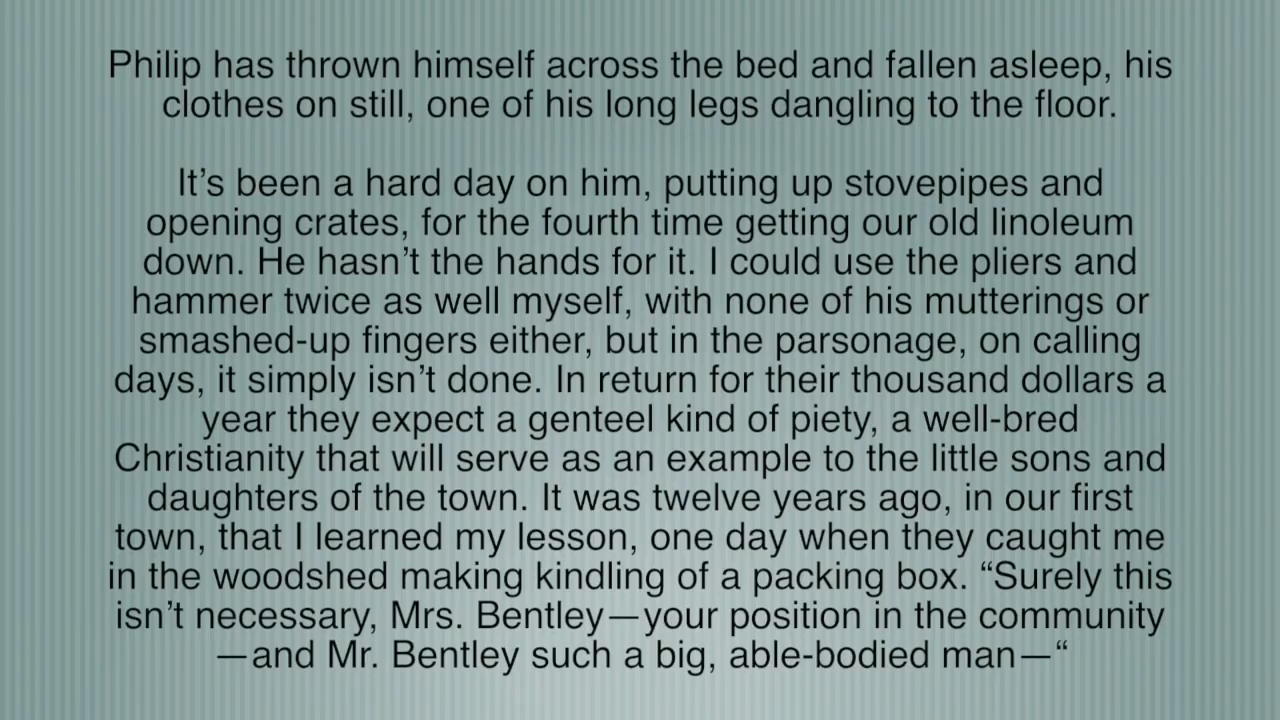 Philip has thrown himself across the bed and fallen asleep, his
clothes on still, one of his long legs dangling to the floor.
It’s been a hard day on him, putting up stovepipes and
opening crates, for the fourth time getting our old linoleum
down. He hasn’t the hands for it. I could use the pliers and
hammer twice as well myself, with none of his mutterings or
smashed-up fingers either, but in the parsonage, on calling
days, it simply isn’t done. In return for their thousand dollars a
year they expect a genteel kind of piety, a well-bred
Christianity that will serve as an example to the little sons and
daughters of the town. It was twelve years ago, in our first
town, that I learned my lesson, one day when they caught me
in the woodshed making kindling of a packing box. “Surely this
isn’t necessary, Mrs. Bentley—your position in the community
—and Mr. Bentley such a big, able-bodied man—“